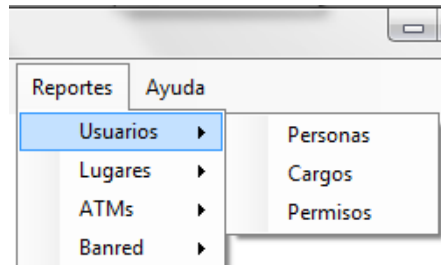 Reportes Ayuda
Usuarios Personas
Lugares Cargos
ATMs Permisos
Banred